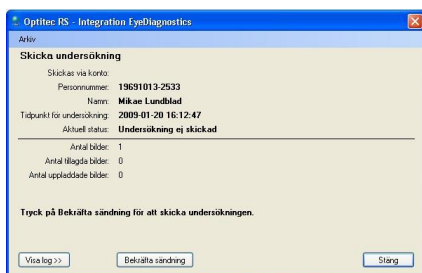 Optitec RS - Integration EyeDiagnostics
Arkiv
Skicka undersökning
Skickas via konto:
Personnummer: 19691013-2533
Namn: Mikae Lundblad
Tidpunkt för undersökning: 2009-01-20 16:12:47
Aktuell status: Undersökning ej skickad
Antal bilder: 1
Antal tillagda bilder: 0
Antal uppladdade bilder: 0
Tryck på Bekräfta sändning för att skicka undersökningen.
Visa log >> Bekräfta sändning Stäng